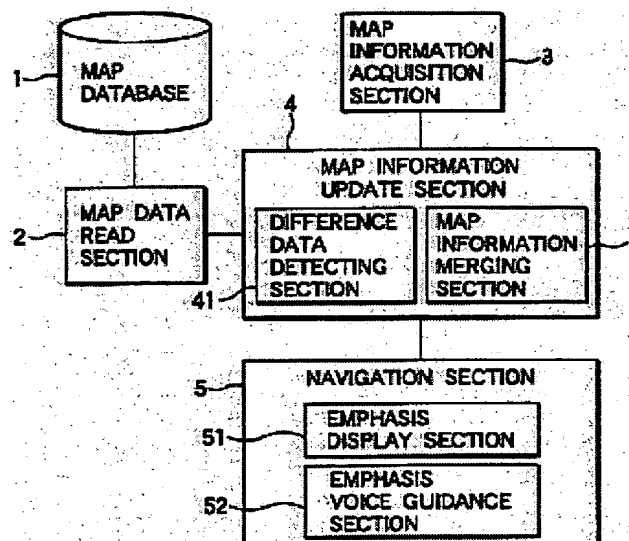 1
MAP
DATABASE
MAP
INFORMATION
ACQUISITION
SECTION
3
4
MAP INFORMATION
UPDATE SECTION
2
MAP DATA
READ
SECTION
DIFFERENCE
DATA
DETECTING
SECTION
41
MAP
INFORMATION
MERGING
SECTION
5
NAVIGATION SECTION
51
EMPHASIS
DISPLAY SECTION
52
EMPHASIS
VOICE GUIDANCE
SECTION